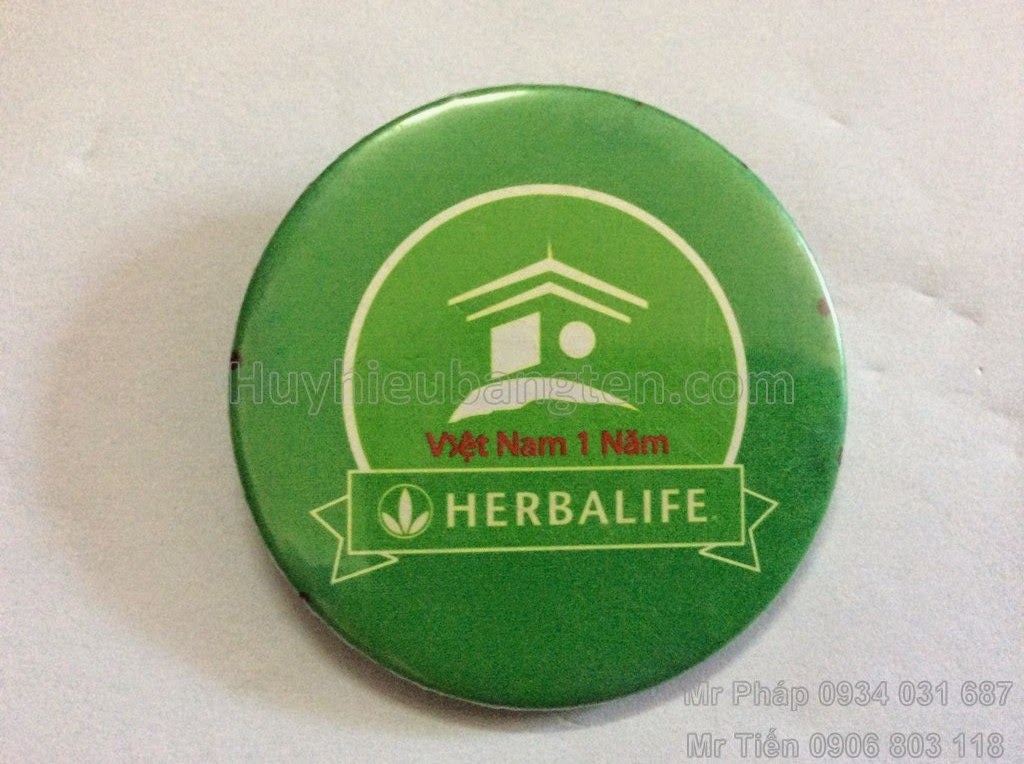 Huyhieubangten.com
Việt Nam 1 Năm
HERBALIFE
Mr Pháp 0934 031 687
Mr Tiến 0906 803 118